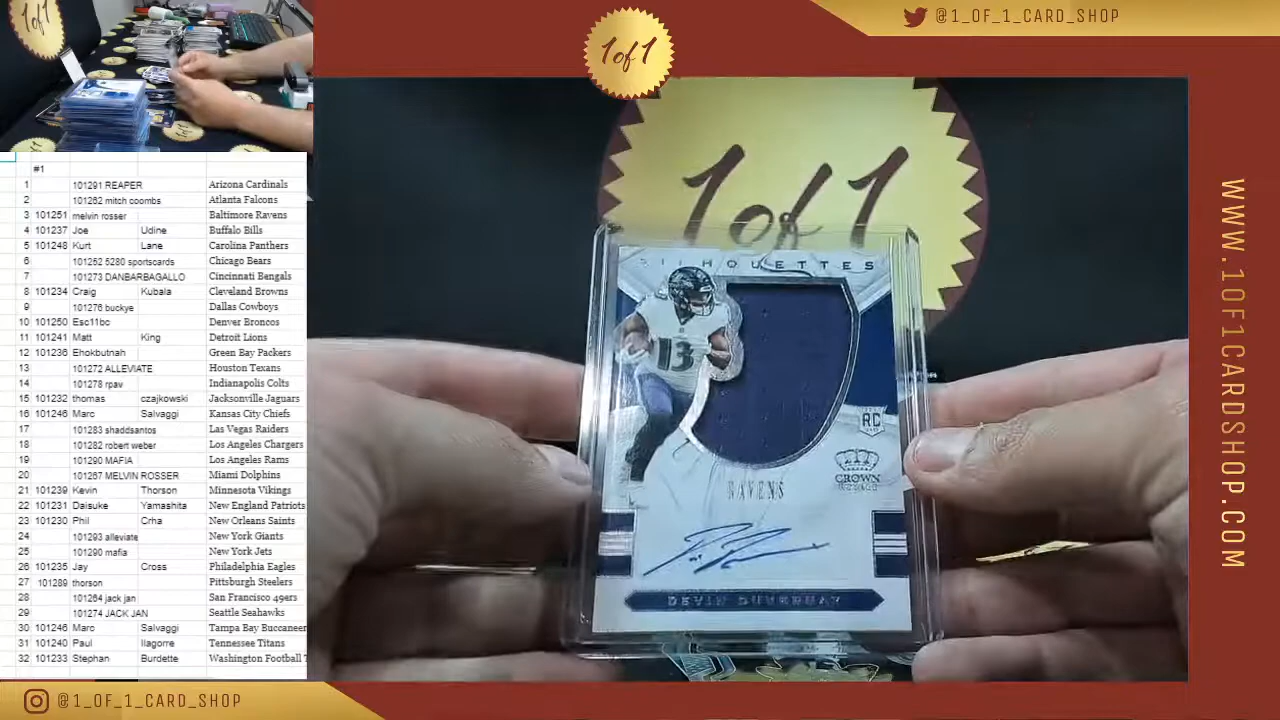 1of1
1of1
@1_OF_1_CARD_SHOP
1of1
1of1
#1
1 101291 REAPER Arizona Cardinals
2 101262 mitch coombs Atlanta Falcons
3 101251 melvin rosser Baltimore Ravens
4 101237 Joe Udine Buffalo Bills
5 101248 Kurt Lane Carolina Panthers
6 101252 5280 sportscards Chicago Bears
7 101273 DANBARBAGALLO Cincinnati Bengals
8 101234 Craig Kubala Cleveland Browns
9 101276 buckye Dallas Cowboys
10 101250 Esc11bc Denver Broncos
11 101241 Matt King Detroit Lions
12 101236 Ehokbutnah Green Bay Packers
13 101272 ALLEVIATE Houston Texans
14 101278 rpav Indianapolis Colts
15 101232 thomas czajkowski Jacksonville Jaguars
16 101246 Marc Salvaggi Kansas City Chiefs
17 101283 shaddsantos Las Vegas Raiders
18 101282 robert weber Los Angeles Chargers
19 101290 MAFIA Los Angeles Rams
20 101267 MELVIN ROSSER Miami Dolphins
21 101239 Kevin Thorson Minnesota Vikings
22 101231 Daisuke Yamashita New England Patriots
23 101230 Phil Crha New Orleans Saints
24 101293 alleviate New York Giants
25 101290 mafia New York Jets
26 101235 Jay Cross Philadelphia Eagles
27 101289 thorson Pittsburgh Steelers
28 101264 jack jan San Francisco 49ers
29 101274 JACK JAN Seattle Seahawks
30 101246 Marc Salvaggi Tampa Bay Buccaneer
31 101240 Paul Ilagorre Tennessee Titans
32 101233 Stephan Burdette Washington Football T
SILHOUETTES
13
RC
CROWN
ROYALE
RAVENS
DEVIN DUVERNAY
WWW.1OF1CARDSHOP.COM
@1_OF_1_CARD_SHOP